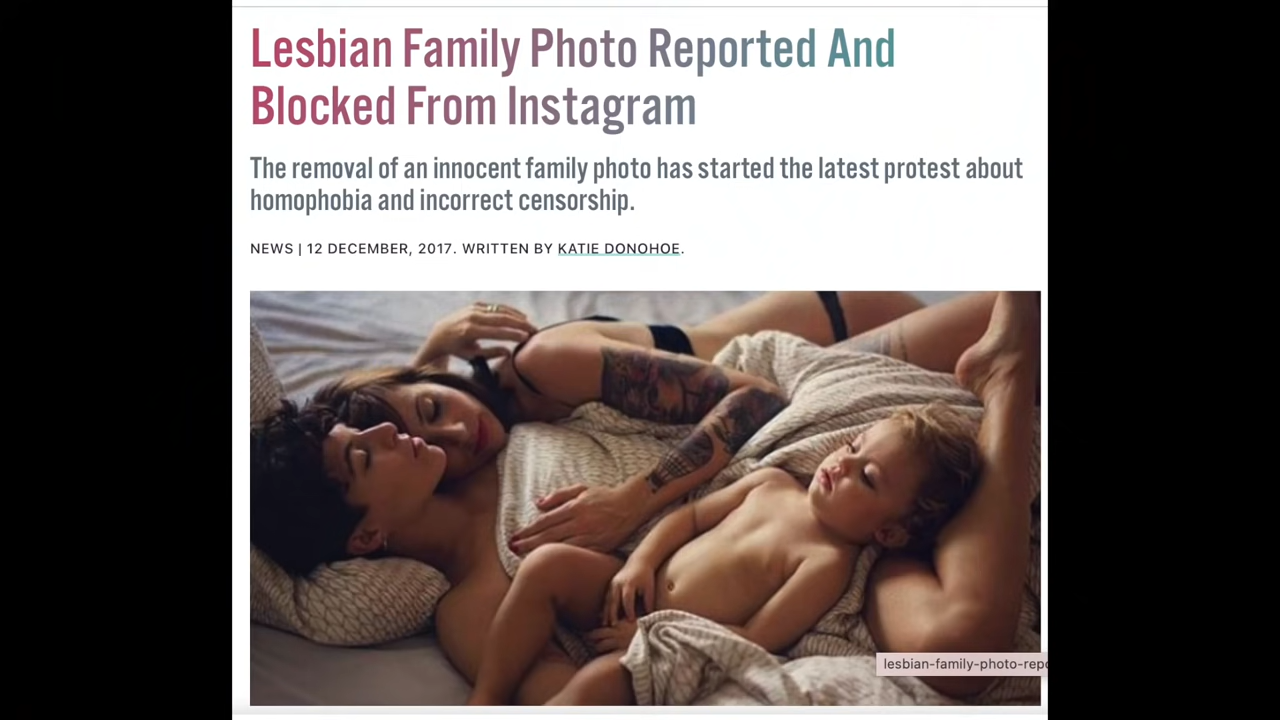 Lesbian Family Photo Reported And
Blocked From Instagram
The removal of an innocent family photo has started the latest protest about
homophobia and incorrect censorship.
NEWS | 12 DECEMBER, 2017. WRITTEN BY KATIE DONOHOE.
lesbian-family-photo-repo